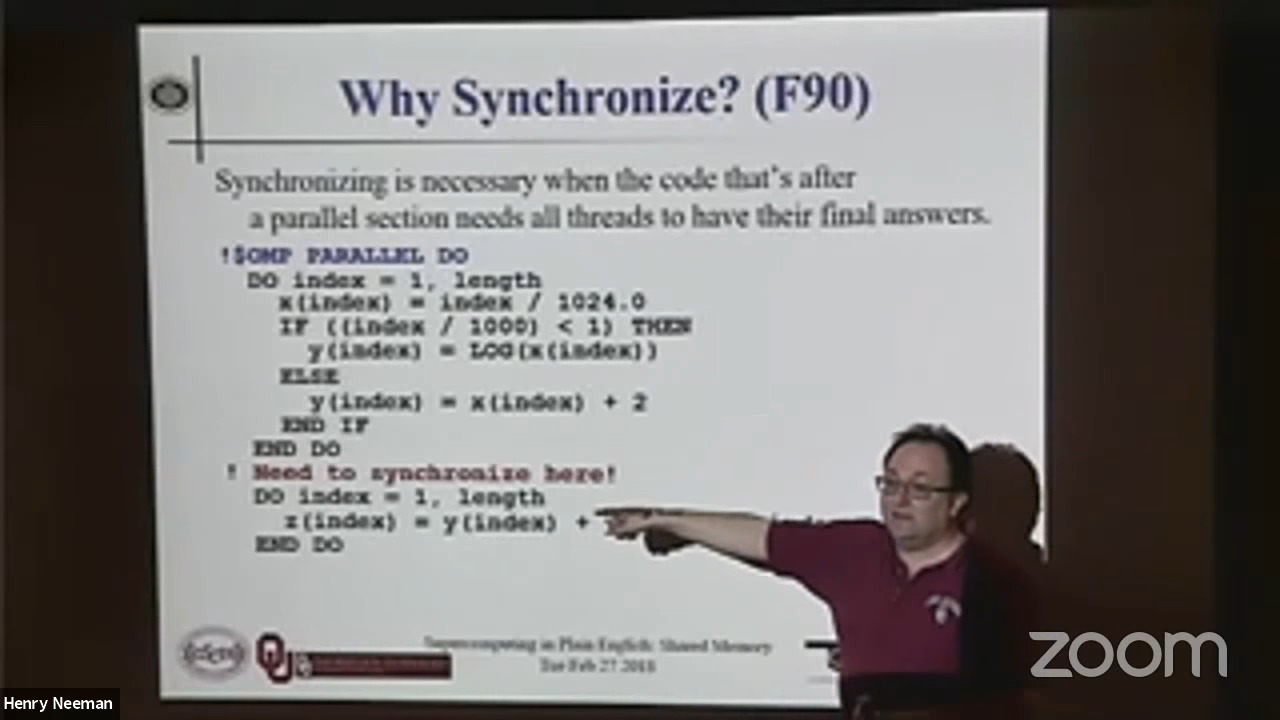 Why Synchronize? (F90)
Synchronizing is necessary when the code that's after
a parallel section needs all threads to have their final answers.
!$OMP PARALLEL DO
DO index = 1, length
x(index) = index / 1024.0
IF ((index / 1000) < 1) THEN
y(index) = LOG(x(index))
ELSE
y(index) = x(index) + 2
END IF
END DO
! Need to synchronize here!
DO index = 1, length
z(index) = y(index) +
END DO
Supercomputing in Plain English: Shared Memory
Tue Feb 27 2018
OU
zoom
Henry Neeman